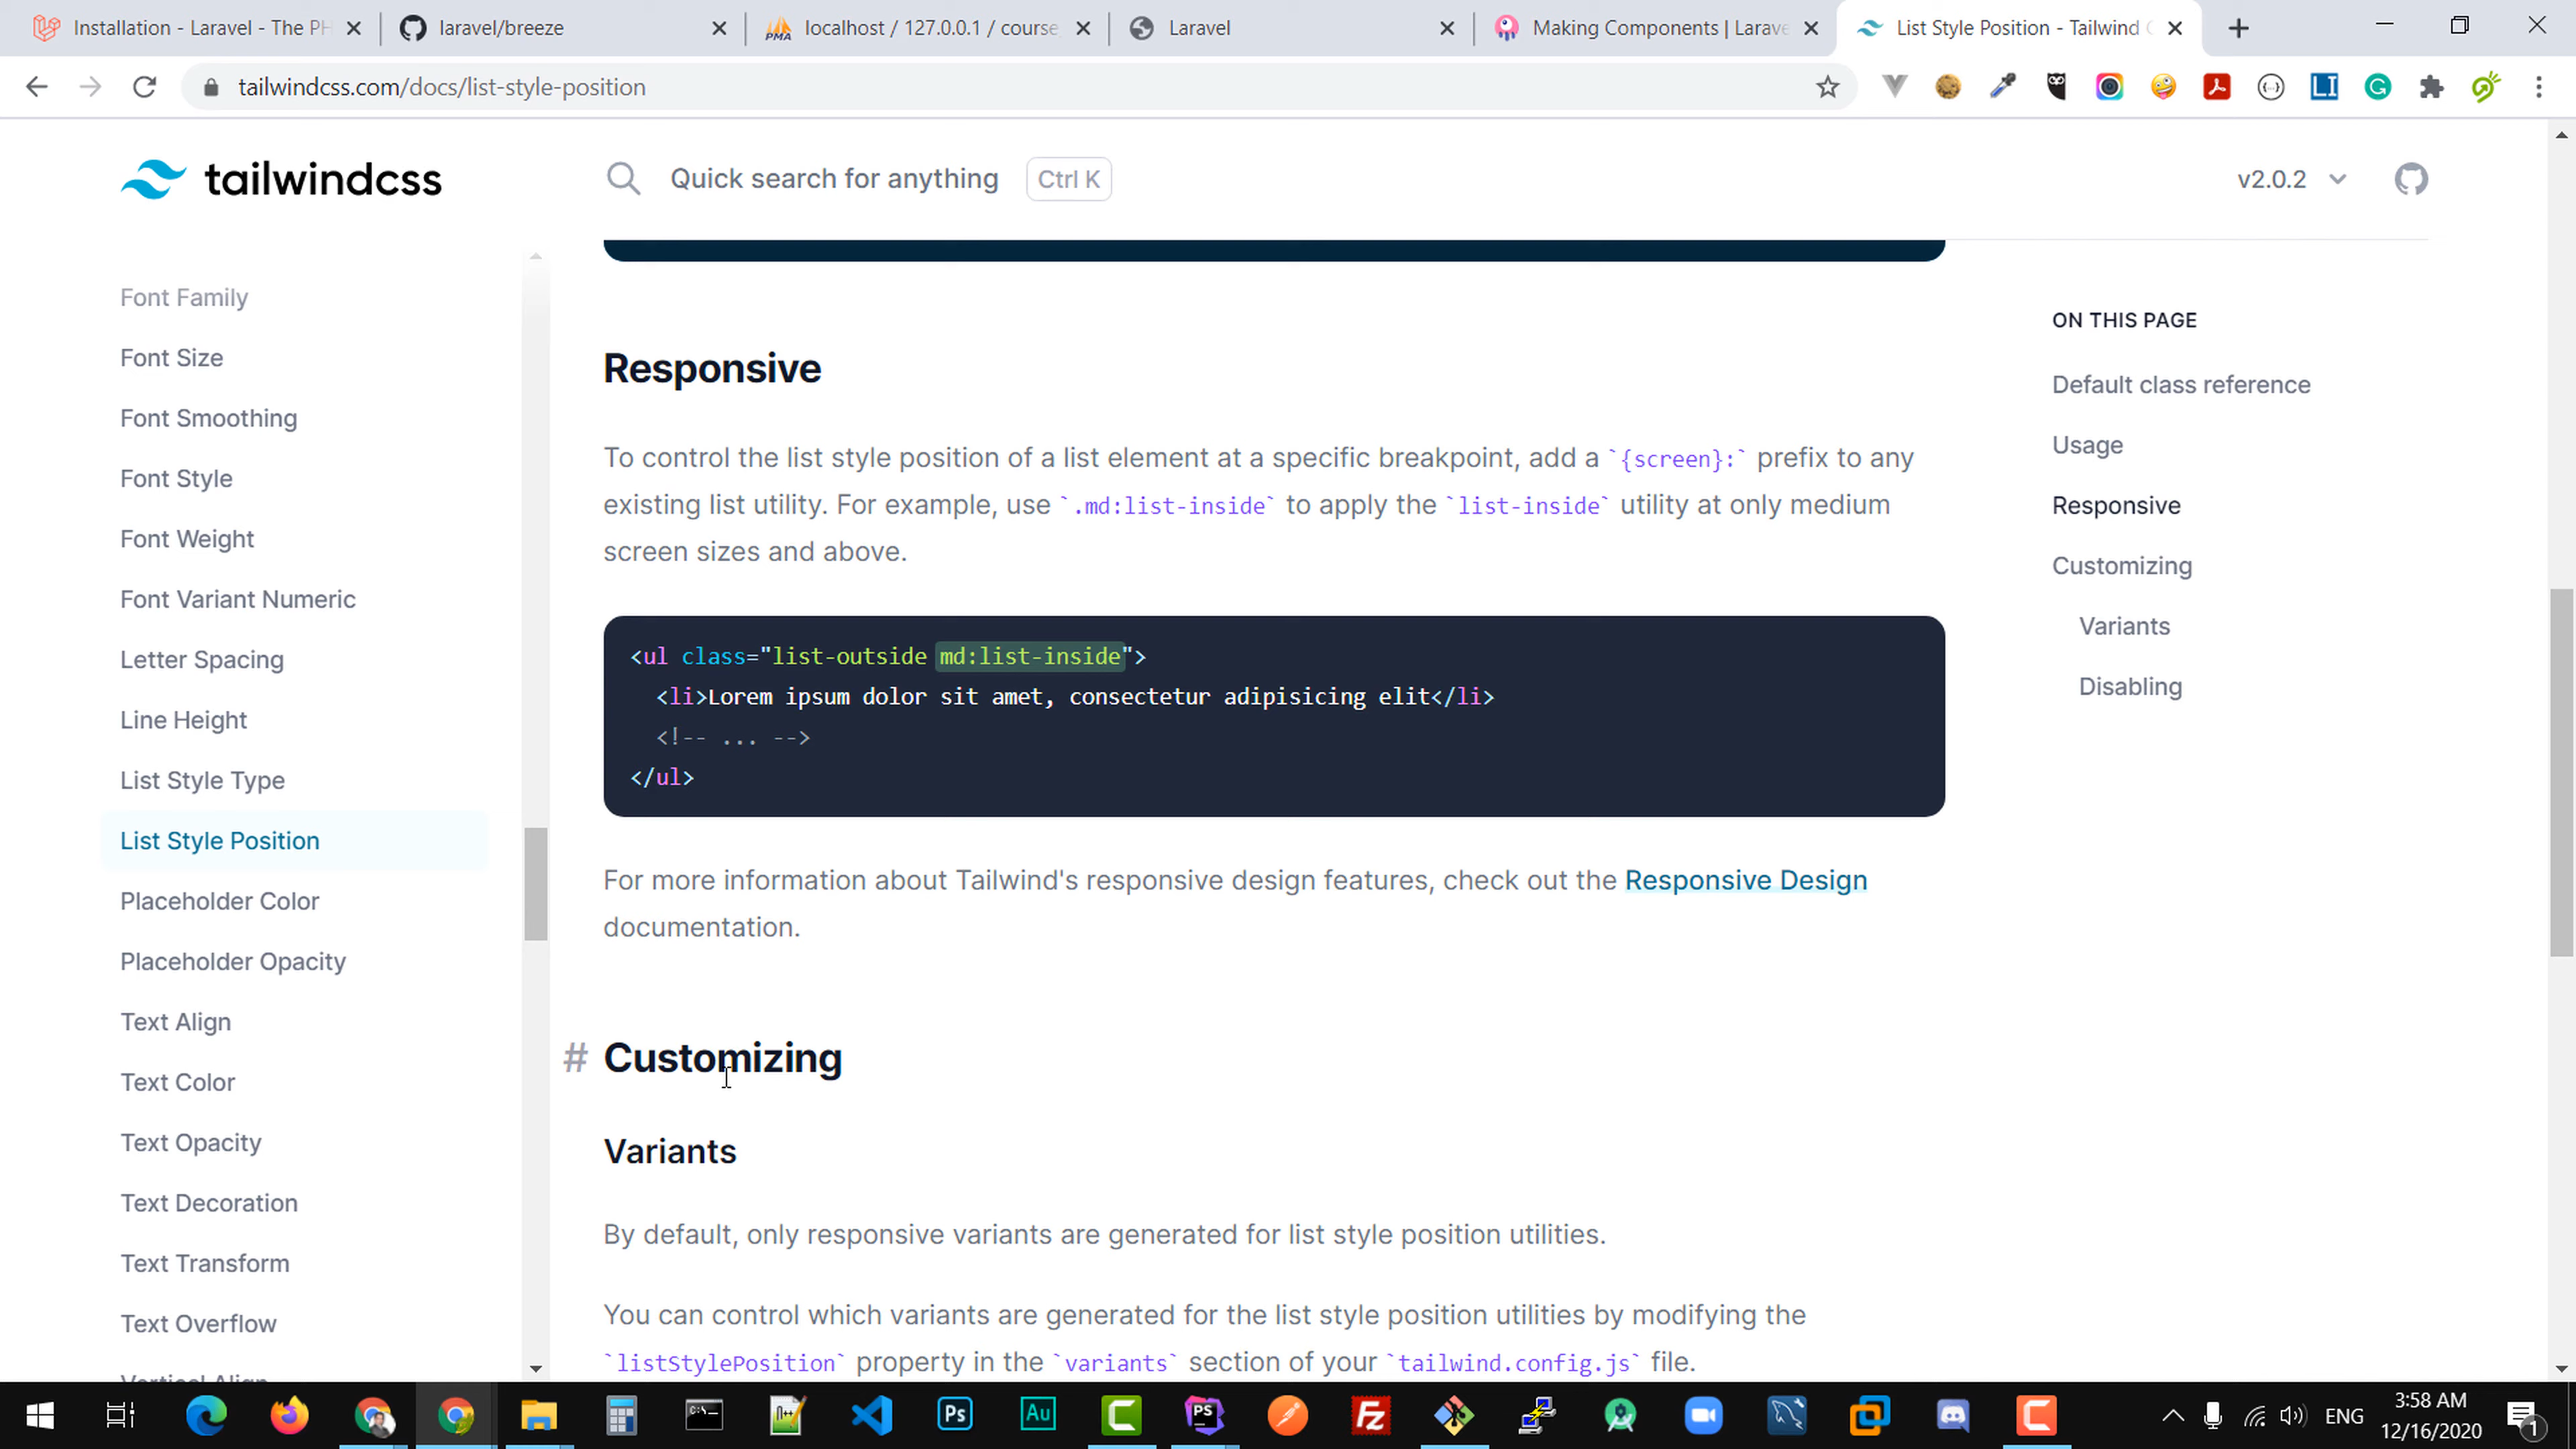 Installation - Laravel - The PH
laravel/breeze
localhost / 127.0.0.1 / course
Laravel
Making Components | Larave
List Style Position - Tailwind C
tailwindcss.com/docs/list-style-position
tailwindcss
Quick search for anything
Ctrl K
v2.0.2
Font Family
Font Size
Font Smoothing
Font Style
Font Weight
Font Variant Numeric
Letter Spacing
Line Height
List Style Type
List Style Position
Placeholder Color
Placeholder Opacity
Text Align
Text Color
Text Opacity
Text Decoration
Text Transform
Text Overflow
Vertical Align
Responsive
To control the list style position of a list element at a specific breakpoint, add a `{screen}:` prefix to any
existing list utility. For example, use `.md:list-inside` to apply the `list-inside` utility at only medium
screen sizes and above.
<ul class="list-outside md:list-inside">
<li>Lorem ipsum dolor sit amet, consectetur adipisicing elit</li>
<!-- ... -->
</ul>
For more information about Tailwind's responsive design features, check out the Responsive Design
documentation.
# Customizing
Variants
By default, only responsive variants are generated for list style position utilities.
You can control which variants are generated for the list style position utilities by modifying the
`listStylePosition` property in the `variants` section of your `tailwind.config.js` file.
ON THIS PAGE
Default class reference
Usage
Responsive
Customizing
Variants
Disabling
ENG
3:58 AM
12/16/2020
1